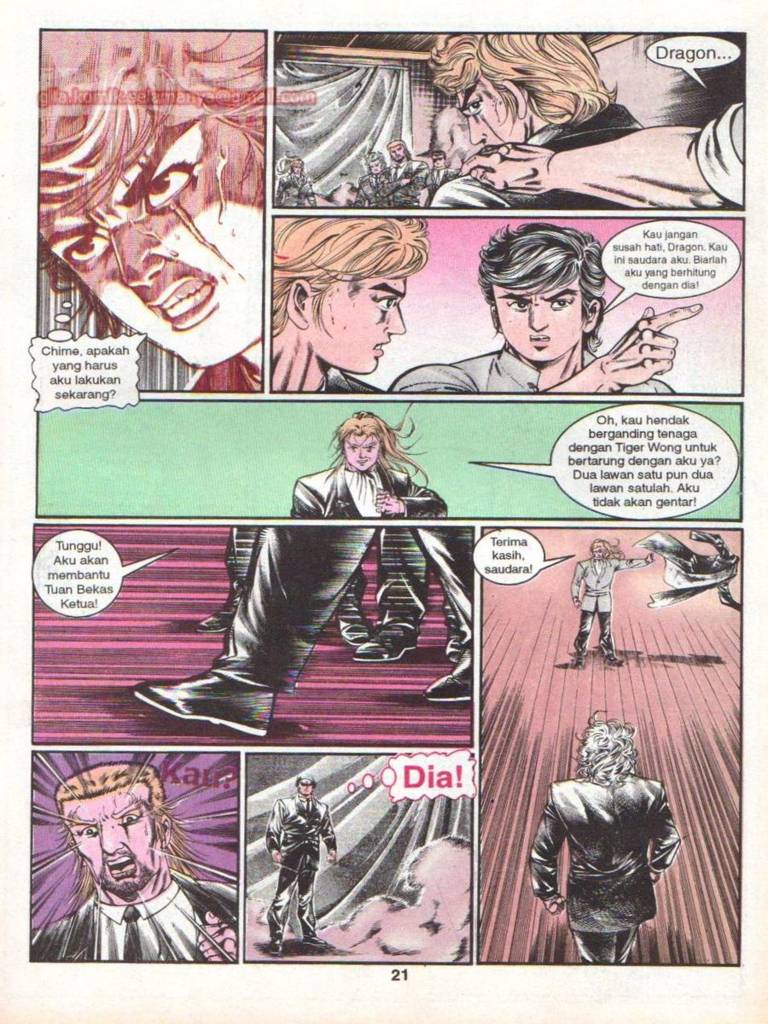 Dragon...
Chime, apakah
yang harus
aku lakukan
sekarang?
Kau jangan
susah hati, Dragon. Kau
ini saudara aku. Biarlah
aku yang berhitung
dengan dia!
Oh, kau hendak
berganding tenaga
dengan Tiger Wong untuk
bertarung dengan aku ya?
Dua lawan satu pun dua
lawan satulah. Aku
tidak akan gentar!
Tunggu!
Aku akan
membantu
Tuan Bekas
Ketua!
Terima
kasih,
saudara!
Kau?
Dia!
21